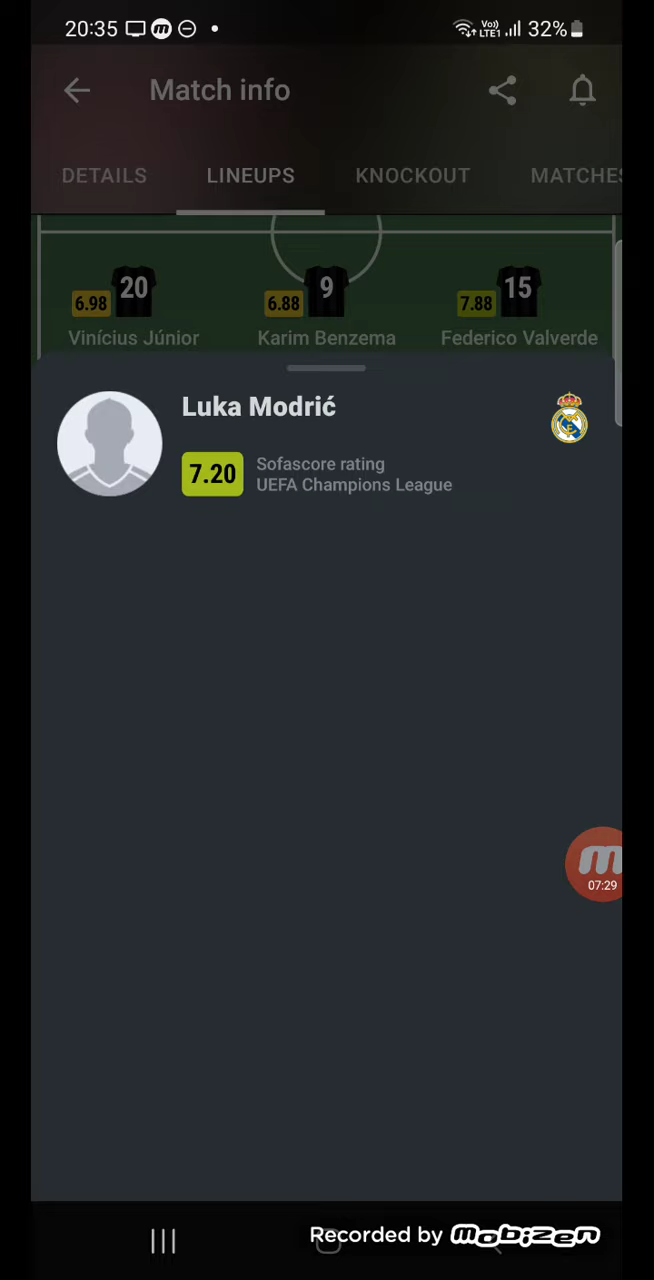 20:35
Vo))
LTE1
32%
Match info
DETAILS
LINEUPS
KNOCKOUT
MATCHES
20
9
15
6.98
6.88
7.88
Vinícius Júnior
Karim Benzema
Federico Valverde
Luka Modrić
7.20
Sofascore rating
UEFA Champions League
m
07:29
Recorded by mobizen